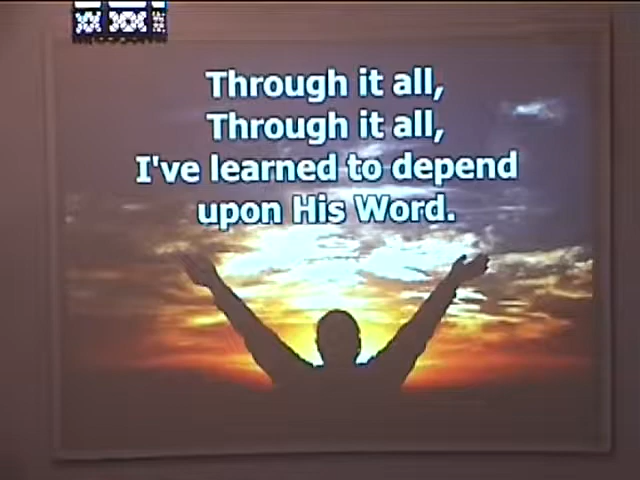 Through it all,
Through it all,
I've learned to depend
upon His Word.